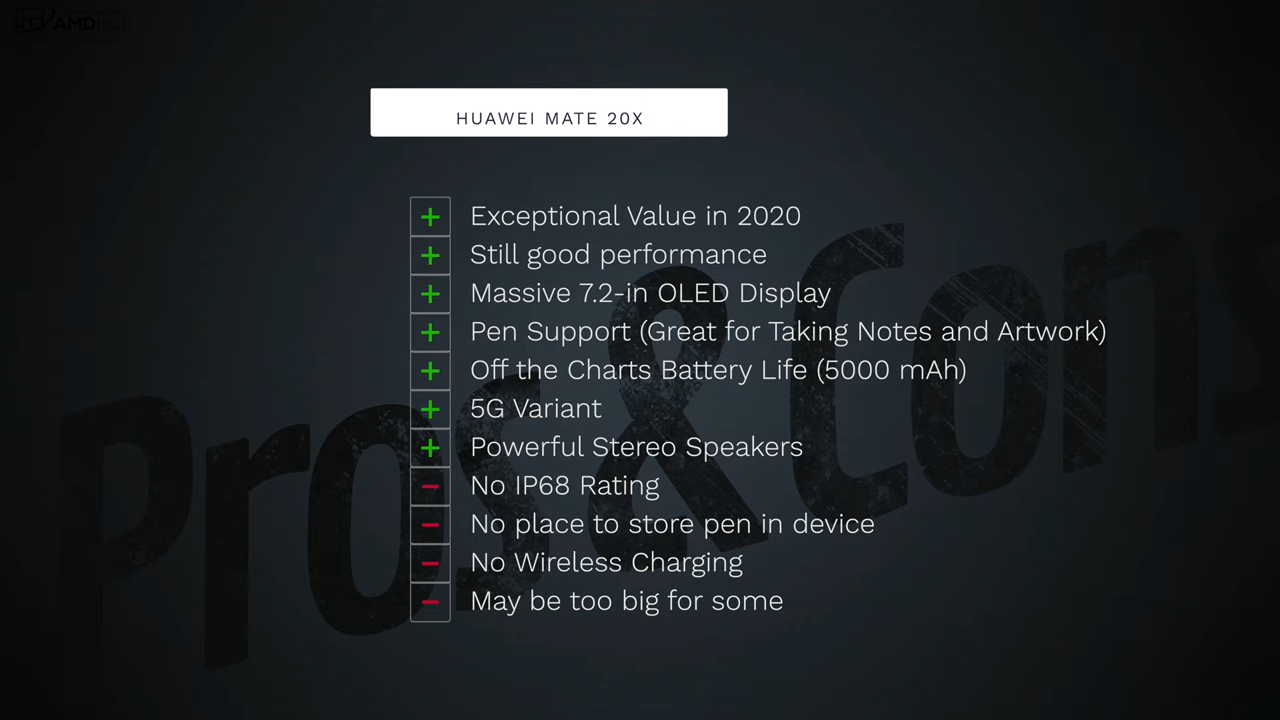 AMDtech
HUAWEI MATE 20X
+ Exceptional Value in 2020
+ Still good performance
+ Massive 7.2-in OLED Display
+ Pen Support (Great for Taking Notes and Artwork)
+ Off the Charts Battery Life (5000 mAh)
+ 5G Variant
+ Powerful Stereo Speakers
− No IP68 Rating
− No place to store pen in device
− No Wireless Charging
− May be too big for some
Pros & Cons